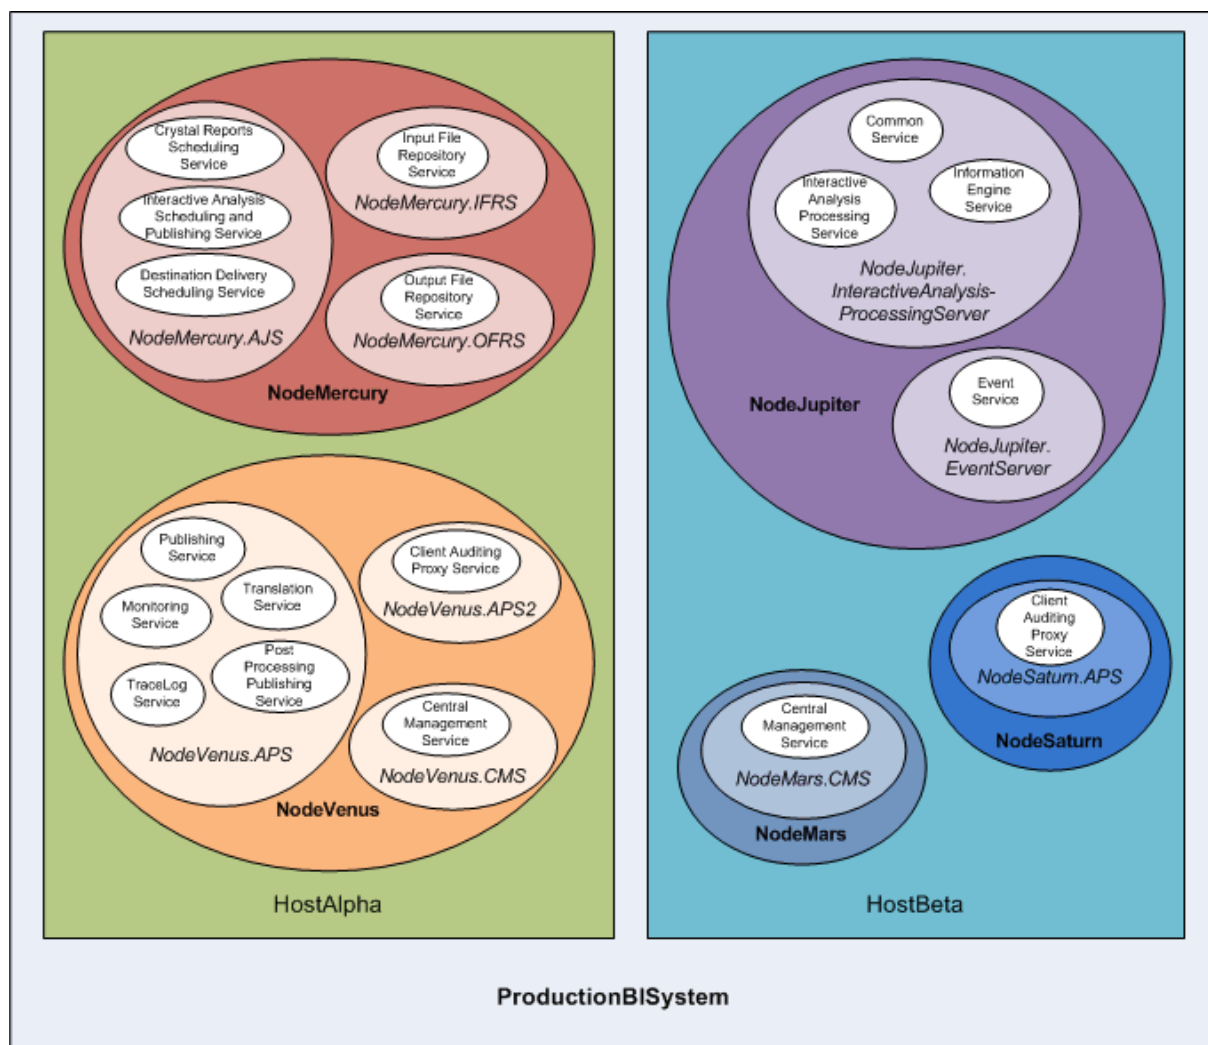 Crystal Reports
Scheduling
Service
Interactive Analysis
Scheduling and
Publishing Service
Destination Delivery
Scheduling Service
NodeMercury.AJS
Input File
Repository
Service
NodeMercury.IFRS
Output File
Repository
Service
NodeMercury.OFRS
NodeMercury
Publishing
Service
Monitoring
Service
Translation
Service
TraceLog
Service
Post
Processing
Publishing
Service
NodeVenus.APS
Client Auditing
Proxy Service
NodeVenus.APS2
Central
Management
Service
NodeVenus.CMS
NodeVenus
HostAlpha
Common
Service
Interactive
Analysis
Processing
Service
Information
Engine
Service
NodeJupiter.
InteractiveAnalysis-
ProcessingServer
NodeJupiter
Event
Service
NodeJupiter.
EventServer
Client
Auditing
Proxy
Service
NodeSaturn.APS
NodeSaturn
Central
Management
Service
NodeMars.CMS
NodeMars
HostBeta
ProductionBISystem